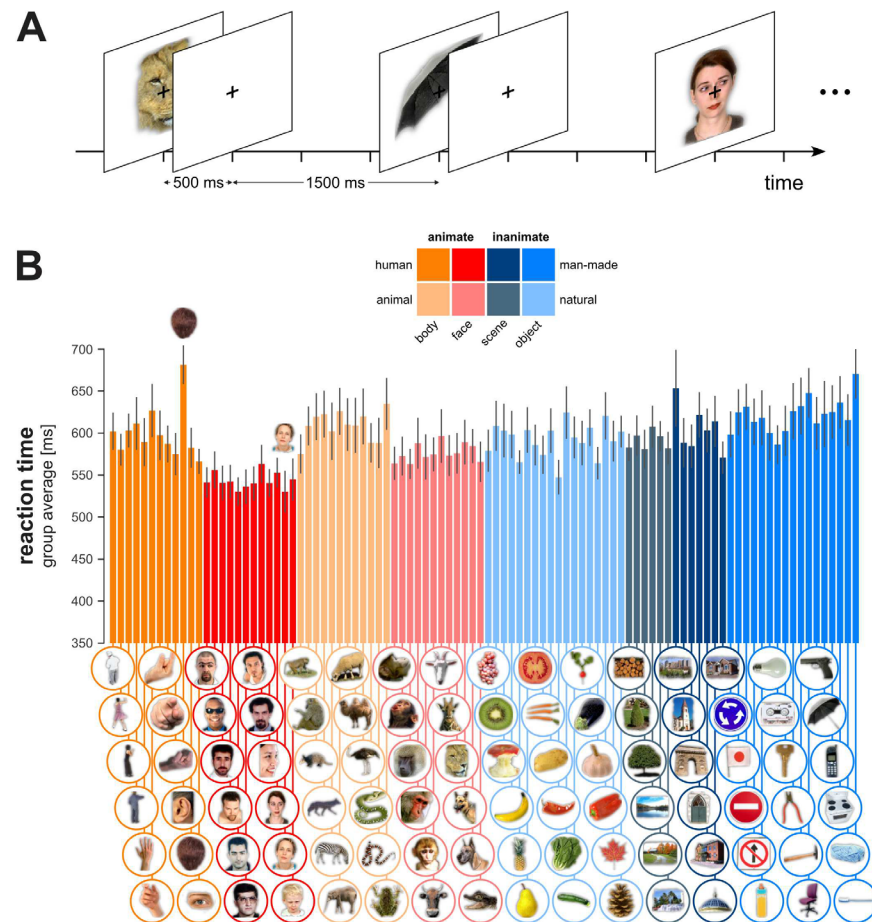 A
500 ms
1500 ms
time
B
animate inanimate
human man-made
animal natural
body face scene object
reaction time
group average [ms]
700
650
600
550
500
450
400
350